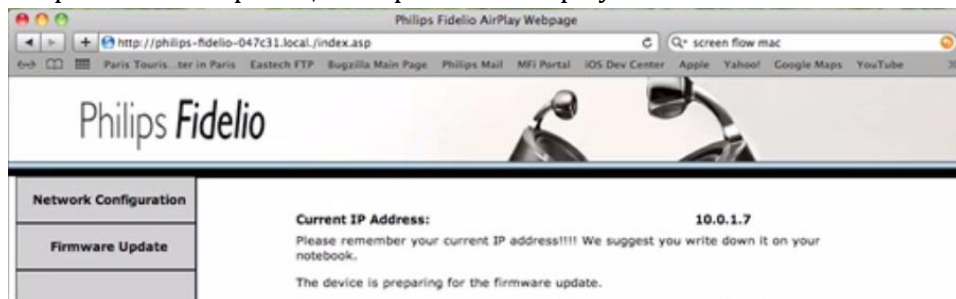 Philips Fidelio AirPlay Webpage
http://philips-fidelio-047c31.local./index.asp
screen flow mac
Paris Touris...ter in Paris Eastech FTP Bugzilla Main Page Philips Mail MFi Portal iOS Dev Center Apple Yahoo! Google Maps YouTube
Philips Fidelio
Network Configuration
Current IP Address: 10.0.1.7
Firmware Update
Please remember your current IP address!!!! We suggest you write down it on your
notebook.
The device is preparing for the firmware update.